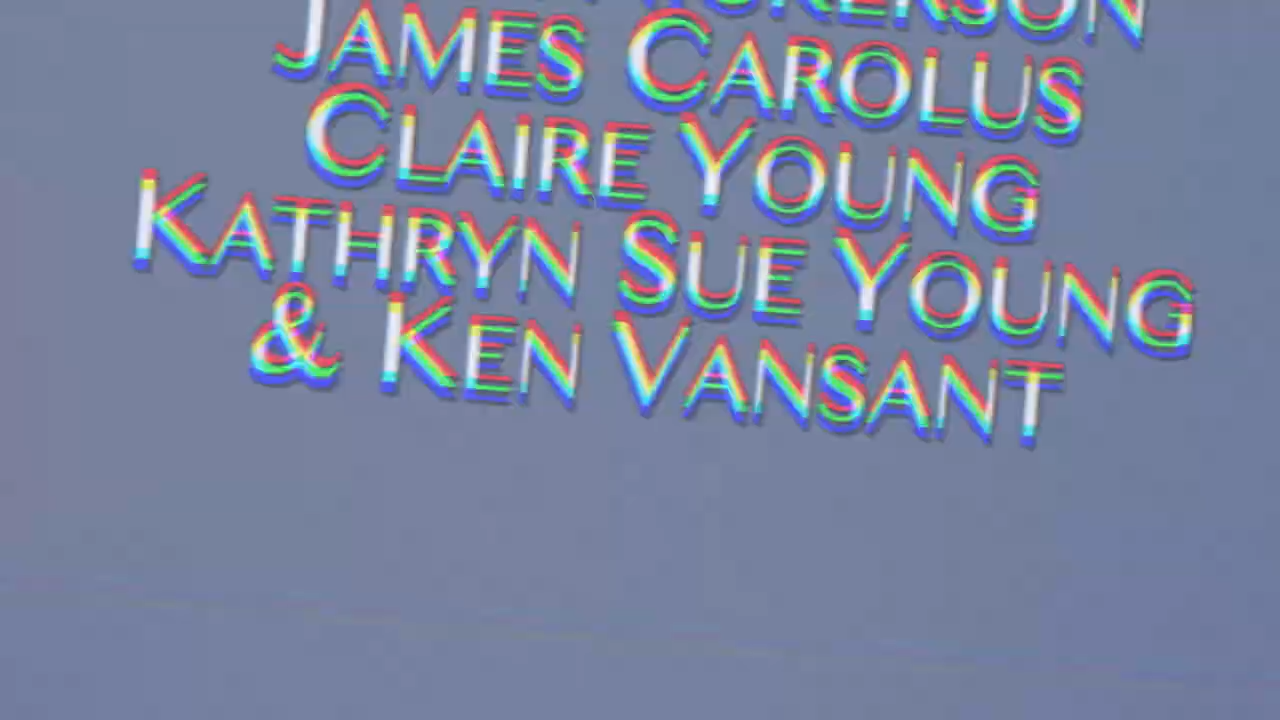 JAMES CAROLUS
CLAIRE YOUNG
KATHRYN SUE YOUNG
& KEN VANSANT